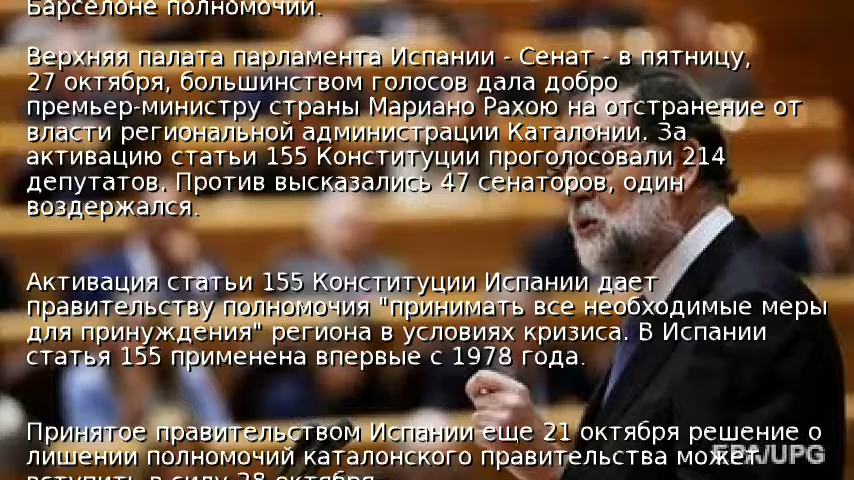 Барселоне полномочий.
Верхняя палата парламента Испании - Сенат - в пятницу,
27 октября, большинством голосов дала добро
премьер-министру страны Мариано Рахою на отстранение от
власти региональной администрации Каталонии. За
активацию статьи 155 Конституции проголосовали 214
депутатов. Против высказались 47 сенаторов, один
воздержался.
Активация статьи 155 Конституции Испании дает
правительству полномочия "принимать все необходимые меры
для принуждения" региона в условиях кризиса. В Испании
статья 155 применена впервые с 1978 года.
Принятое правительством Испании еще 21 октября решение о
лишении полномочий каталонского правительства может
EPA/UPG
вступить в силу 28 октября.